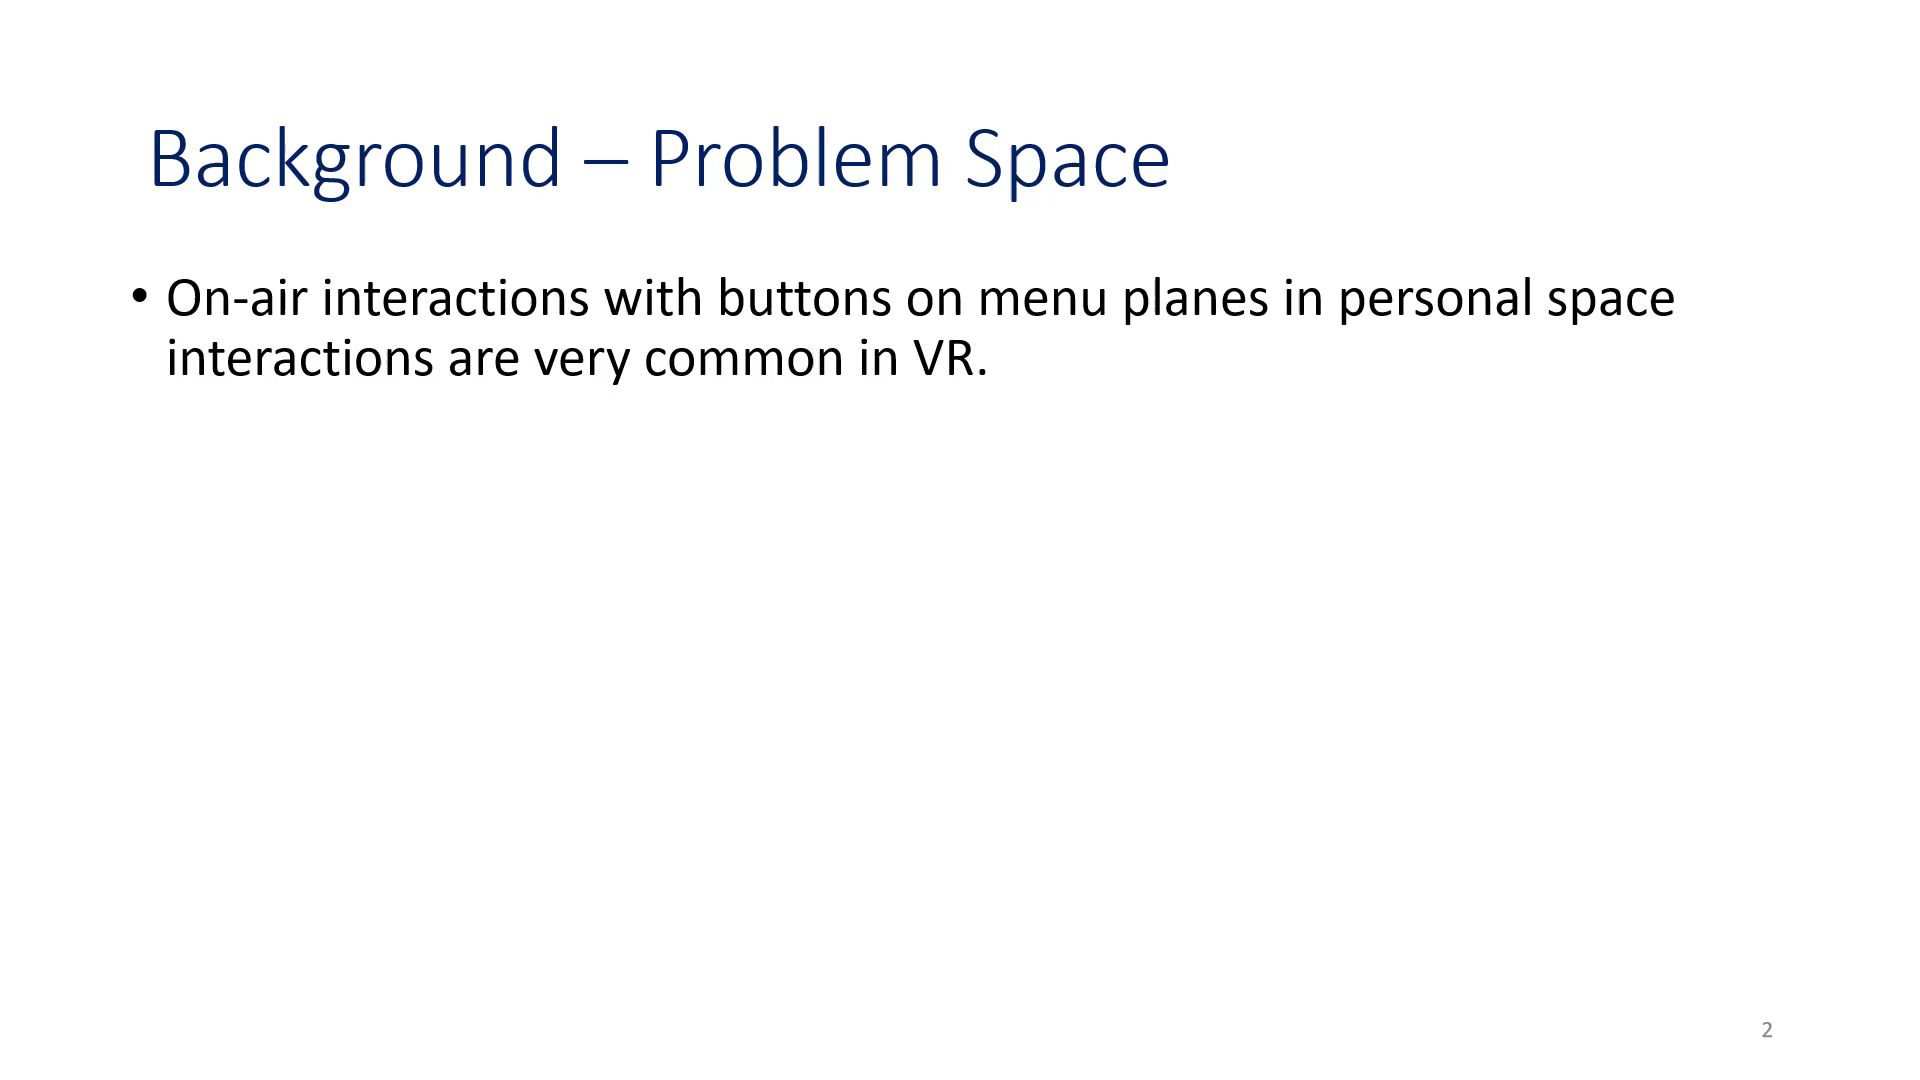 Background – Problem Space
• On-air interactions with buttons on menu planes in personal space
interactions are very common in VR.
2